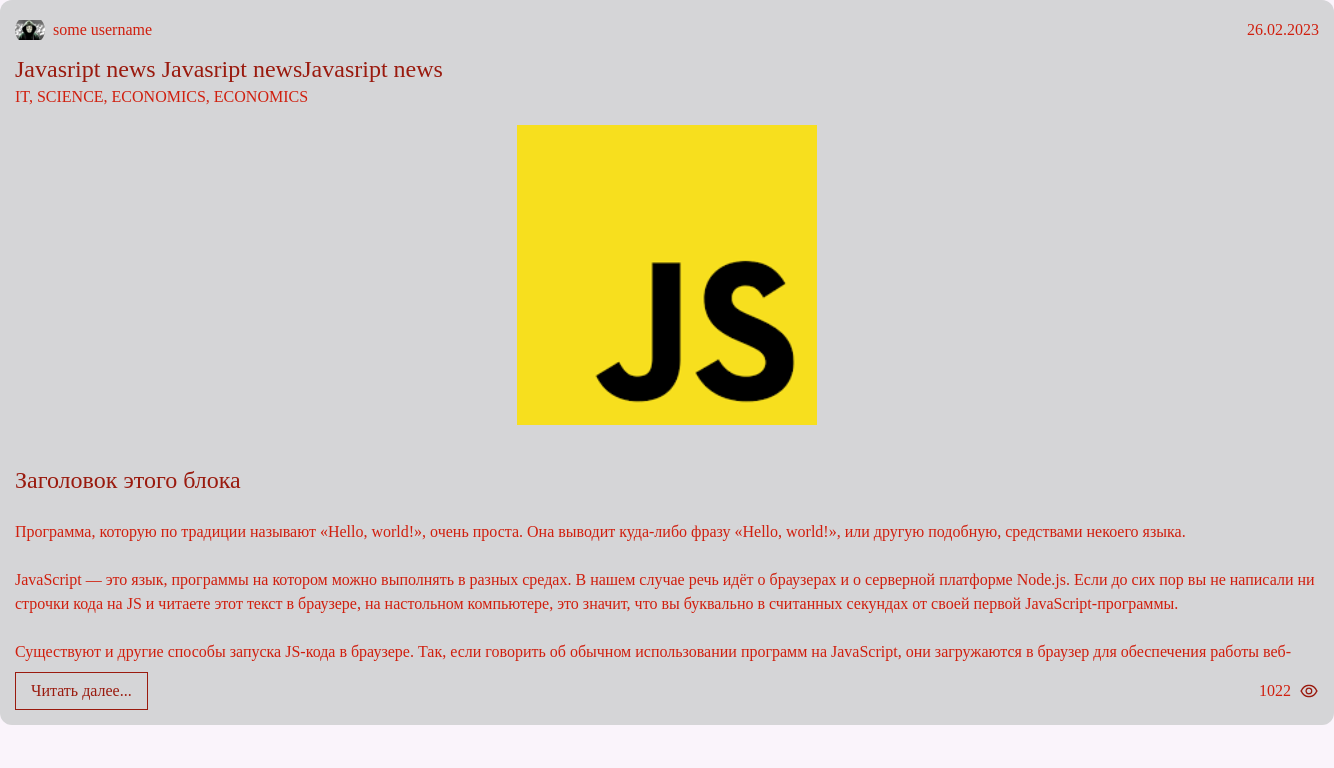 some username
26.02.2023
Javasript news Javasript newsJavasript news
IT, SCIENCE, ECONOMICS, ECONOMICS
JS
Заголовок этого блока
Программа, которую по традиции называют «Hello, world!», очень проста. Она выводит куда-либо фразу «Hello, world!», или другую подобную, средствами некоего языка.
JavaScript — это язык, программы на котором можно выполнять в разных средах. В нашем случае речь идёт о браузерах и о серверной платформе Node.js. Если до сих пор вы не написали ни
строчки кода на JS и читаете этот текст в браузере, на настольном компьютере, это значит, что вы буквально в считанных секундах от своей первой JavaScript-программы.
Существуют и другие способы запуска JS-кода в браузере. Так, если говорить об обычном использовании программ на JavaScript, они загружаются в браузер для обеспечения работы веб-
Читать далее...
1022